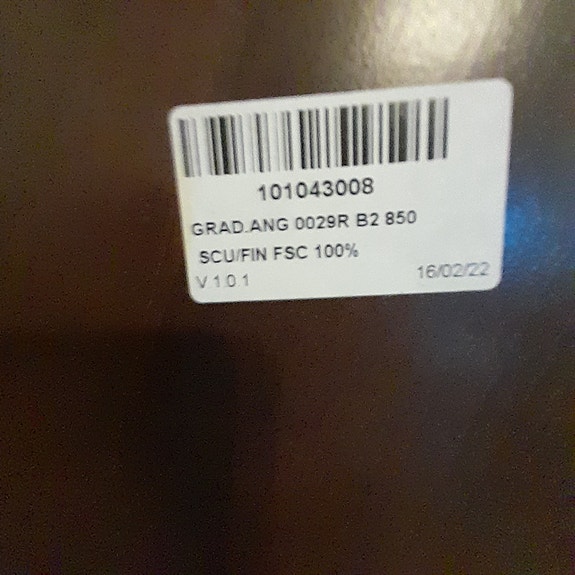 101043008
GRAD.ANG 0029R B2 850
SCU/FIN FSC 100%
V 1 0 1
16/02/22